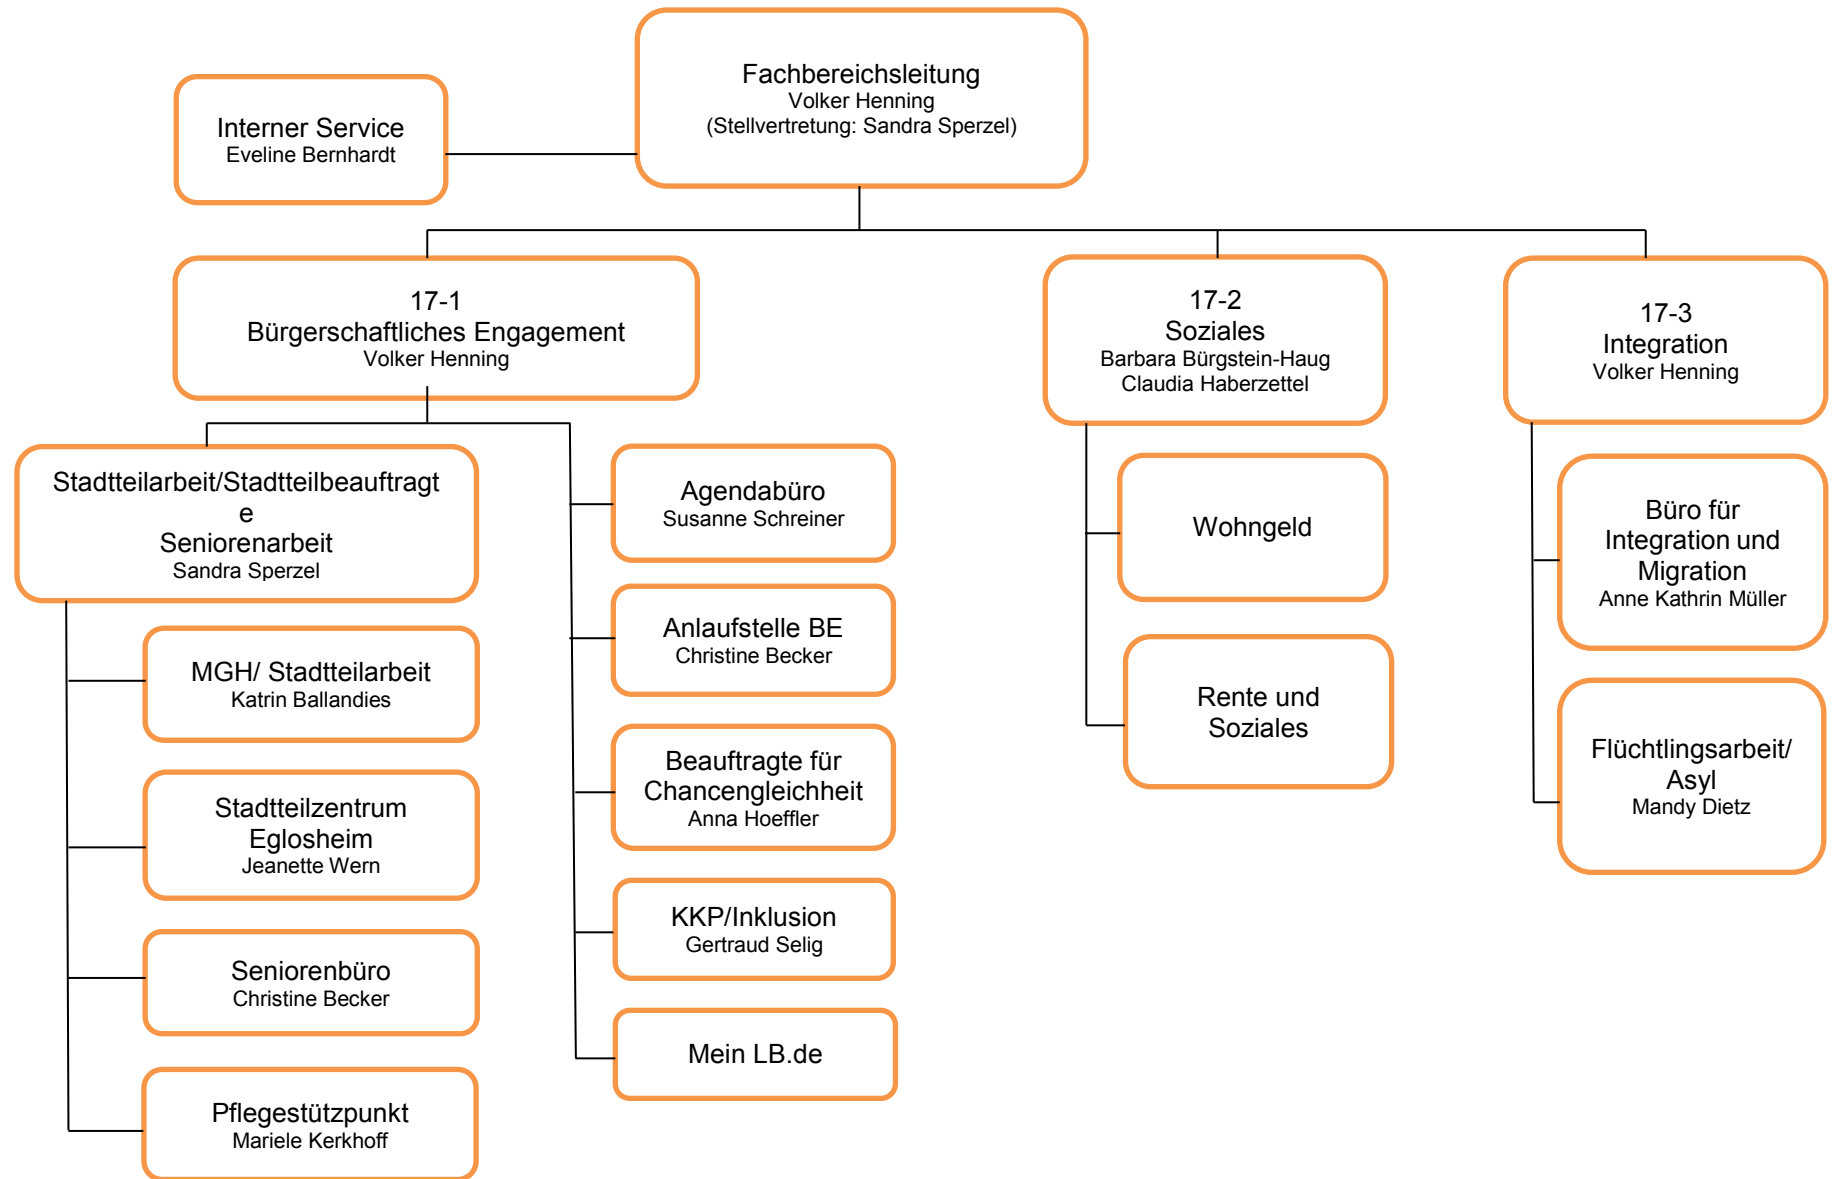 Fachbereichsleitung
Volker Henning
(Stellvertretung: Sandra Sperzel)
Interner Service
Eveline Bernhardt
17-1
Bürgerschaftliches Engagement
Volker Henning
17-2
Soziales
Barbara Bürgstein-Haug
Claudia Haberzettel
17-3
Integration
Volker Henning
Stadtteilarbeit/Stadtteilbeauftragt
e
Seniorenarbeit
Sandra Sperzel
MGH/ Stadtteilarbeit
Katrin Ballandies
Stadtteilzentrum
Eglosheim
Jeanette Wern
Seniorenbüro
Christine Becker
Pflegestützpunkt
Mariele Kerkhoff
Agendabüro
Susanne Schreiner
Anlaufstelle BE
Christine Becker
Beauftragte für
Chancengleichheit
Anna Hoeffler
KKP/Inklusion
Gertraud Selig
Mein LB.de
Wohngeld
Rente und
Soziales
Büro für
Integration und
Migration
Anne Kathrin Müller
Flüchtlingsarbeit/
Asyl
Mandy Dietz